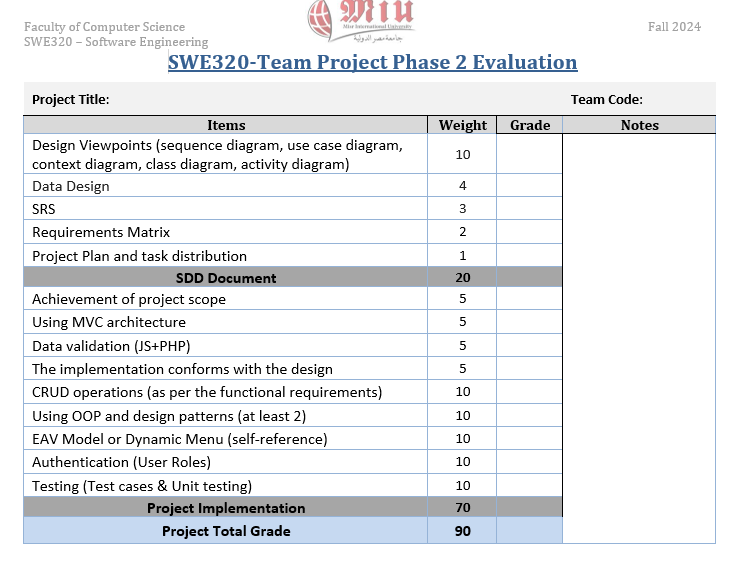 Faculty of Computer Science
SWE320 – Software Engineering
MIU
Misr International University
جامعة مصر الدولية
Fall 2024
SWE320-Team Project Phase 2 Evaluation
Project Title: Team Code:
Items Weight Grade Notes
Design Viewpoints (sequence diagram, use case diagram,
context diagram, class diagram, activity diagram) 10
Data Design 4
SRS 3
Requirements Matrix 2
Project Plan and task distribution 1
SDD Document 20
Achievement of project scope 5
Using MVC architecture 5
Data validation (JS+PHP) 5
The implementation conforms with the design 5
CRUD operations (as per the functional requirements) 10
Using OOP and design patterns (at least 2) 10
EAV Model or Dynamic Menu (self-reference) 10
Authentication (User Roles) 10
Testing (Test cases & Unit testing) 10
Project Implementation 70
Project Total Grade 90